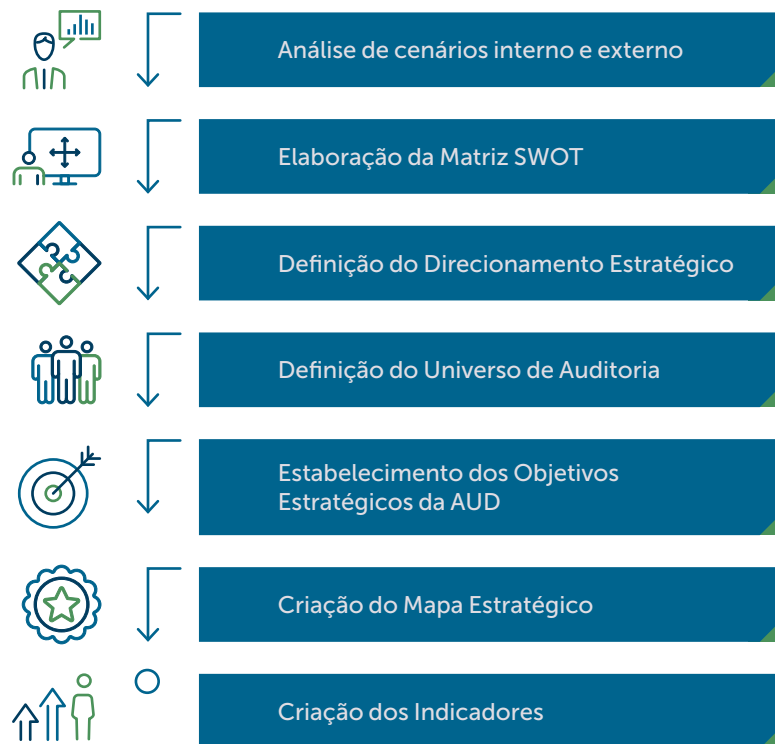 Análise de cenários interno e externo
Elaboração da Matriz SWOT
Definição do Direcionamento Estratégico
Definição do Universo de Auditoria
Estabelecimento dos Objetivos
Estratégicos da AUD
Criação do Mapa Estratégico
Criação dos Indicadores